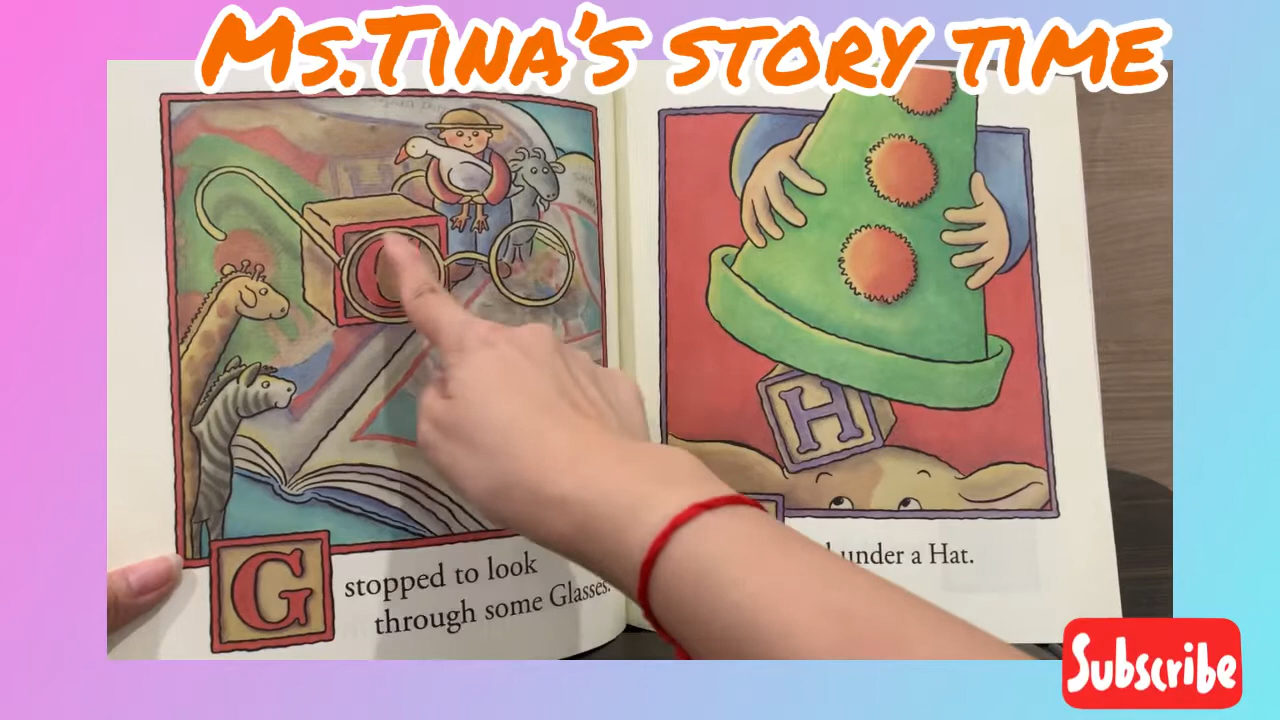 Ms.Tina's story time
H
G
stopped to look
through some Glasses.
under a Hat.
Subscribe